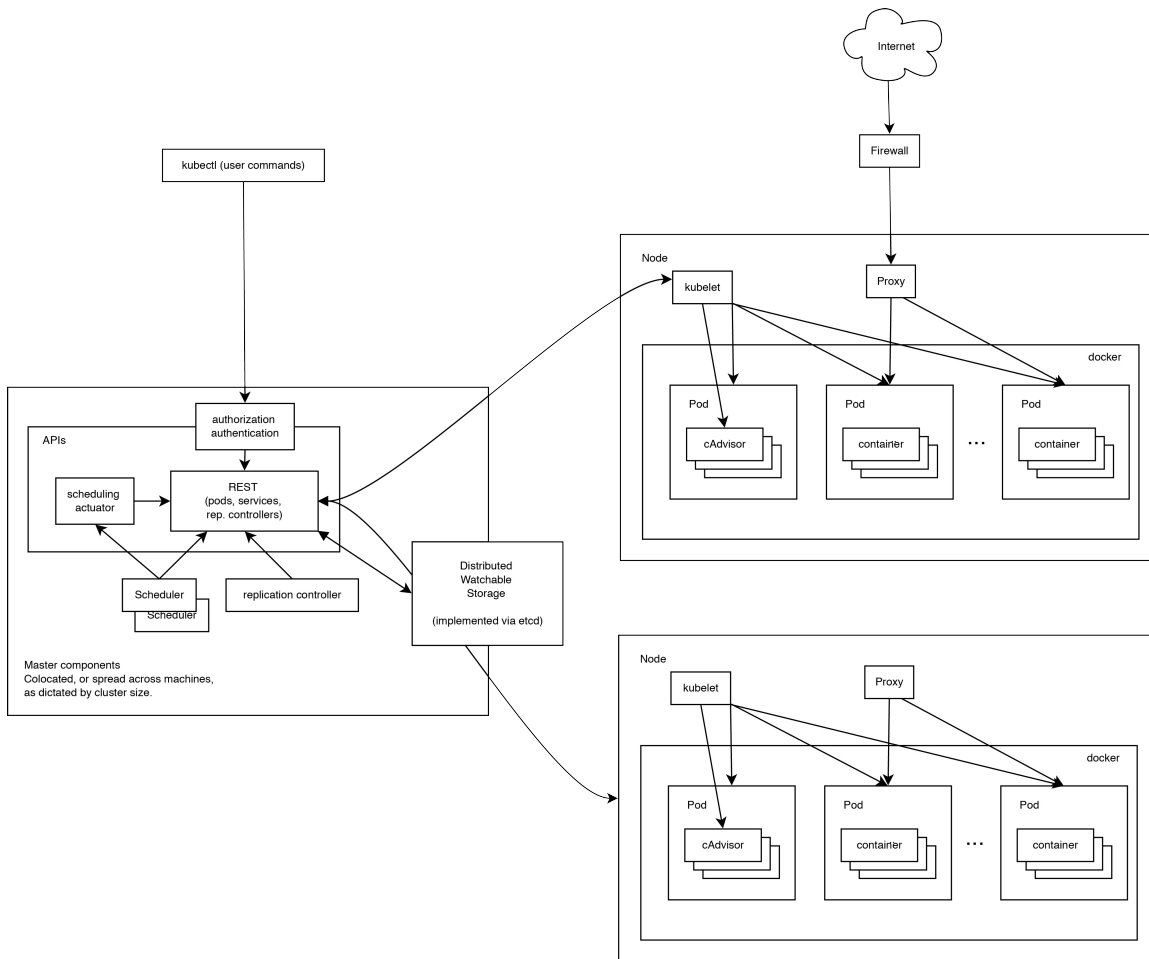 Internet
Firewall
kubectl (user commands)
Node
kubelet
Proxy
docker
Pod
cAdvisor
Pod
container
...
Pod
container
authorization
authentication
APIs
REST
(pods, services,
rep. controllers)
scheduling
actuator
Scheduler
Scheduler
replication controller
Distributed
Watchable
Storage
(implemented via etcd)
Master components
Colocated, or spread across machines,
as dictated by cluster size.
Node
kubelet
Proxy
docker
Pod
cAdvisor
Pod
container
...
Pod
container